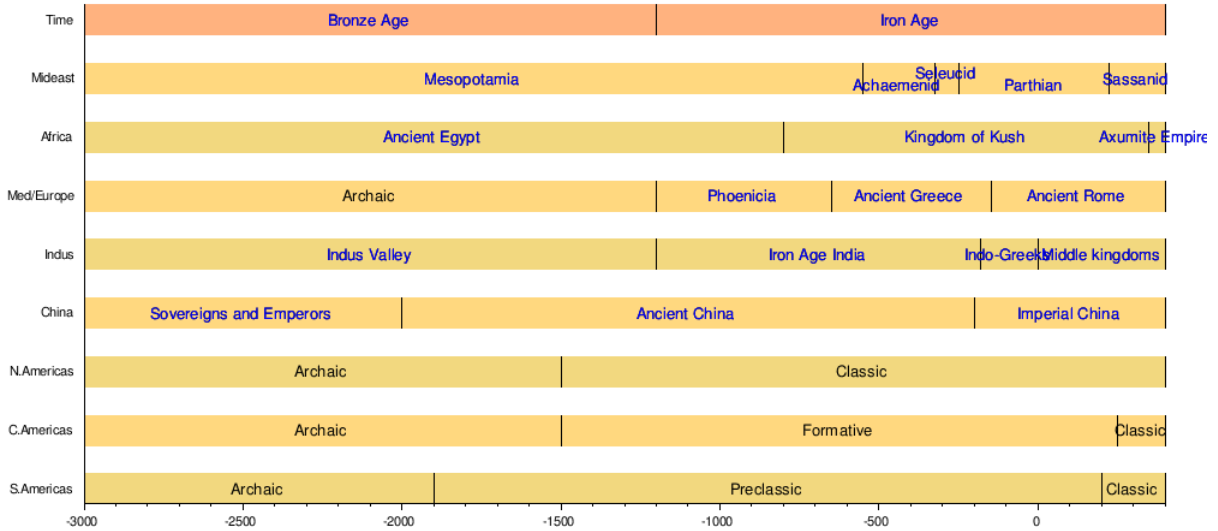 Time Bronze Age Iron Age
Mideast Mesopotamia Achaemenid Seleucid Parthian Sassanid
Africa Ancient Egypt Kingdom of Kush Axumite Empire
Med/Europe Archaic Phoenicia Ancient Greece Ancient Rome
Indus Indus Valley Iron Age India Indo-Greeks Middle kingdoms
China Sovereigns and Emperors Ancient China Imperial China
N.Americas Archaic Classic
C.Americas Archaic Formative Classic
S.Americas Archaic Preclassic Classic
-3000 -2500 -2000 -1500 -1000 -500 0